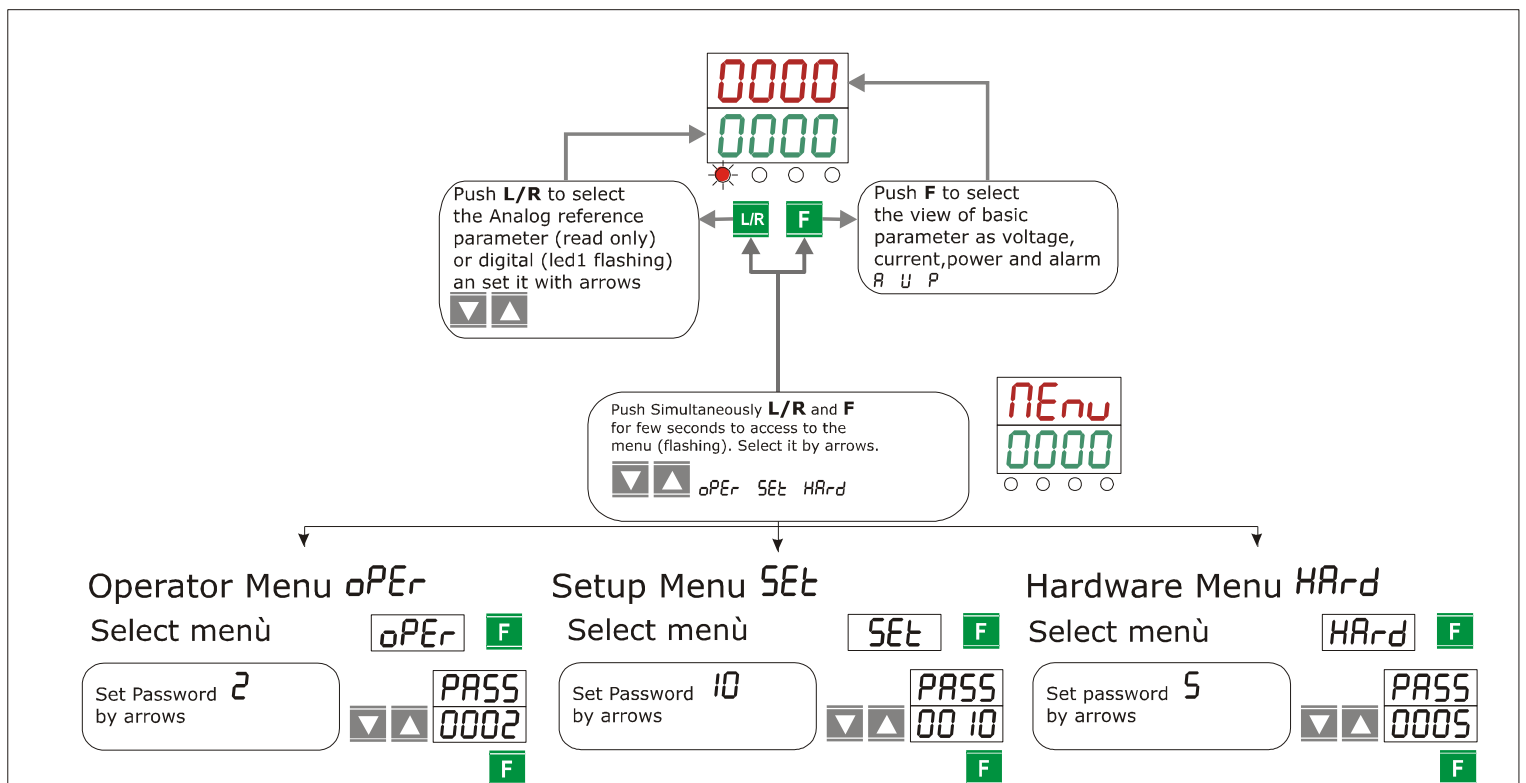 0000
0000
Push L/R to select
the Analog reference
parameter (read only)
or digital (led1 flashing)
an set it with arrows
L/R
F
Push F to select
the view of basic
parameter as voltage,
current,power and alarm
A U P
Push Simultaneously L/R and F
for few seconds to access to the
menu (flashing). Select it by arrows.
oPEr SEt HArd
MEnu
0000
Operator Menu oPEr
Select menù
oPEr F
Set Password 2
by arrows
PASS
0002
F
Setup Menu SEt
Select menù
SEt F
Set Password 10
by arrows
PASS
0010
F
Hardware Menu HArd
Select menù
HArd F
Set password 5
by arrows
PASS
0005
F